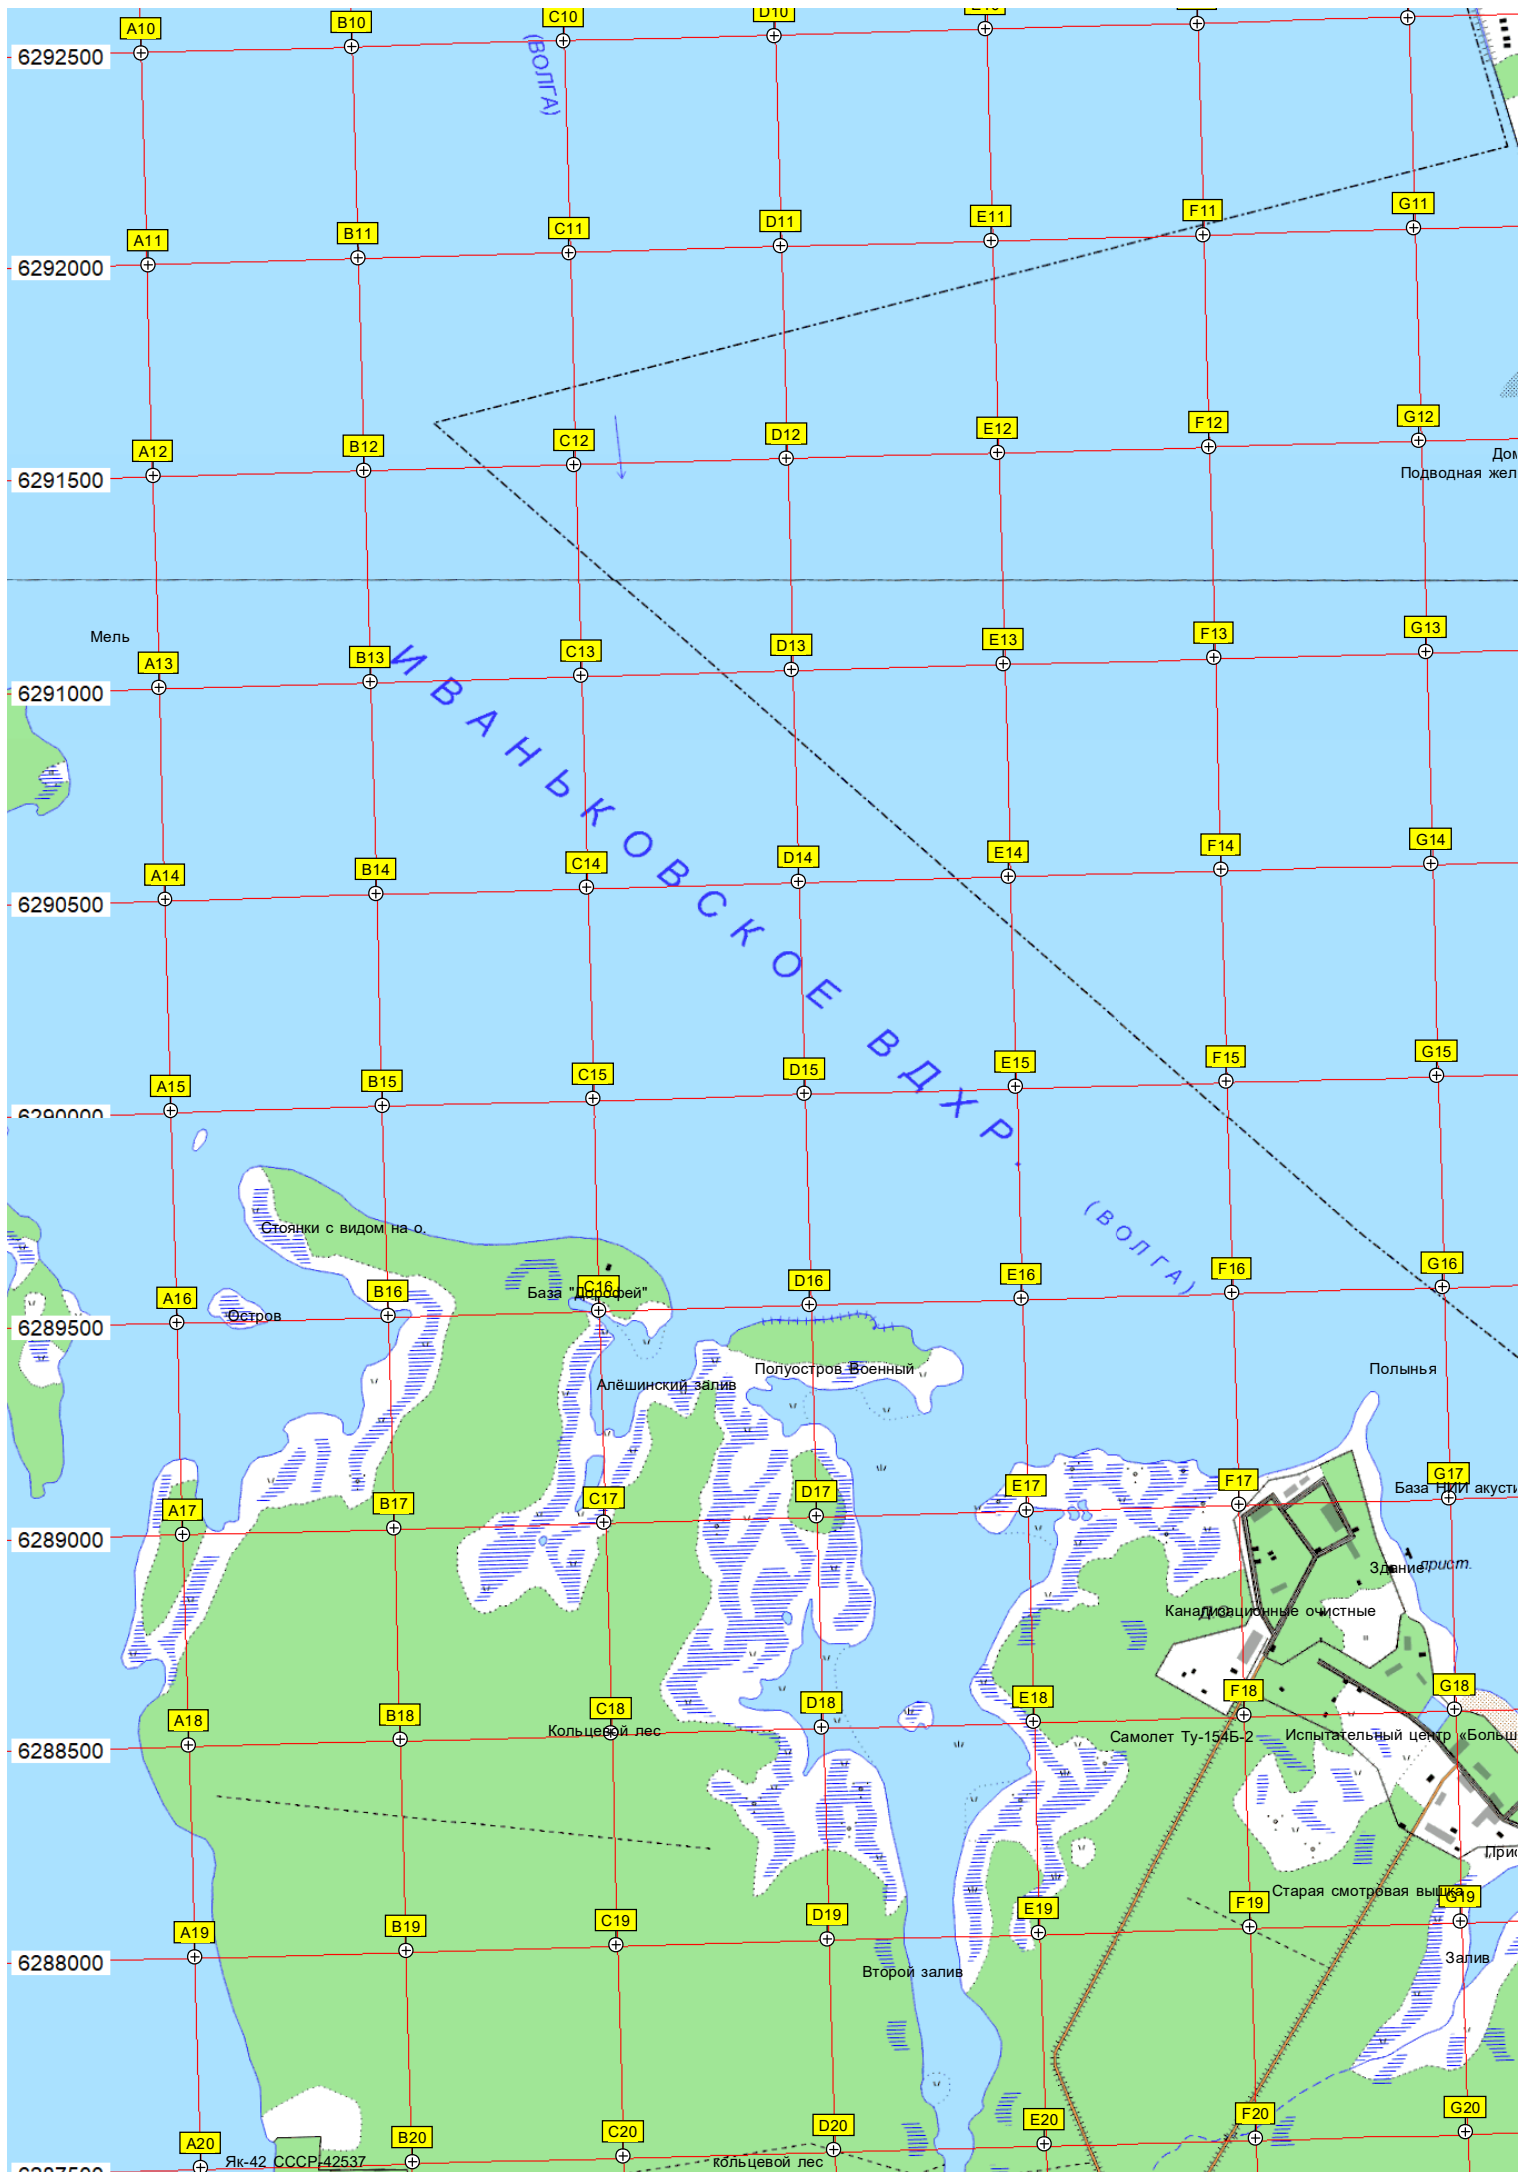 A10 B10 C10 D10 E10
6292500
(ВОЛГА)
A11 B11 C11 D11 E11 F11 G11
6292000
A12 B12 C12 D12 E12 F12 G12
6291500
Дом
Подводная жел
Мель
A13 B13 C13 D13 E13 F13 G13
6291000
ИВАНЬКОВСКОЕ ВДХР.
A14 B14 C14 D14 E14 F14 G14
6290500
A15 B15 C15 D15 E15 F15 G15
6290000
(ВОЛГА)
Стоянки с видом на о.
A16 B16 C16 D16 E16 F16 G16
База "Дорофей"
Остров
6289500
Полуостров Военный
Полынья
Алёшинский залив
A17 B17 C17 D17 E17 F17 G17
База НИИ акусти
6289000
Здание
прист.
Канализационные очистные
A18 B18 C18 D18 E18 F18 G18
Кольцевой лес
Самолет Ту-154Б-2
Испытательный центр «Больш
6288500
При
Старая смотровая вышка
A19 B19 C19 D19 E19 F19 G19
6288000
Второй залив
Залив
A20 B20 C20 D20 E20 F20 G20
Як-42 СССР-42537
кольцевой лес
6287500